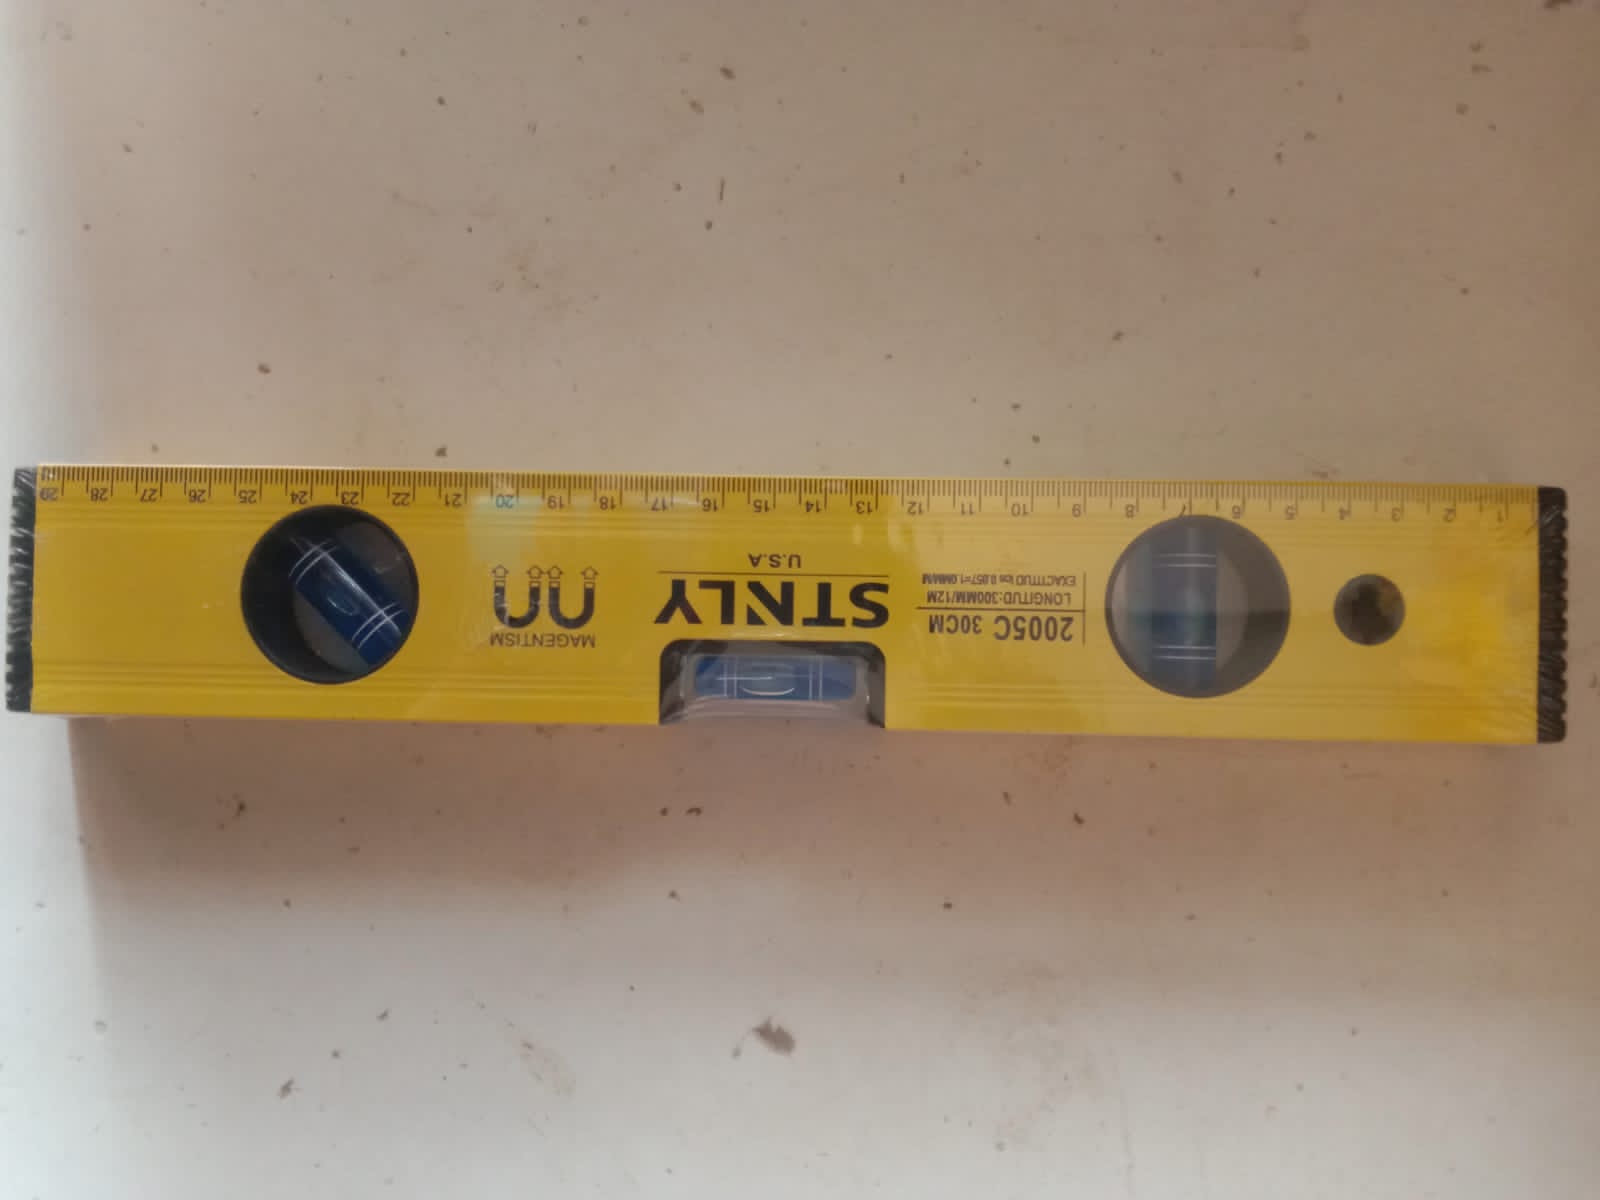 1 2 3 4 5 6 7 8 9 10 11 12 13 14 15 16 17 18 19 20 21 22 23 24 25 26 27 28 29
2005C 30CM
LONGITUD:300MM/12M
STNLY
U.S.A
MAGENTISM